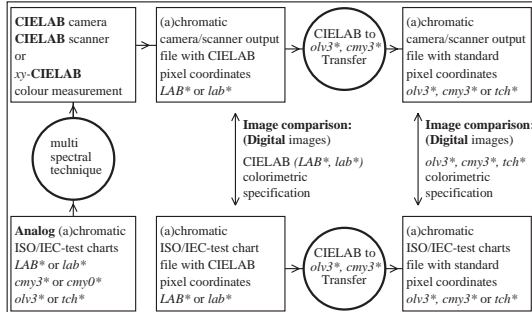 CIELAB camera
CIELAB scanner
or
xy-CIELAB
colour measurement
(a)chromatic
camera/scanner output
file with CIELAB
pixel coordinates
LAB* or lab*
CIELAB to
olv3*, cmy3*
Transfer
(a)chromatic
camera/scanner output
file with standard
pixel coordinates
olv3*, cmy3* or tch*
multi
spectral
technique
Image comparison:
(Digital images)
CIELAB (LAB*, lab*)
colorimetric
specification
Image comparison:
(Digital images)
olv3*, cmy3*, tch*
colorimetric
specification
Analog (a)chromatic
ISO/IEC-test charts
LAB* or lab*
cmy3* or cmy0*
olv3* or tch*
(a)chromatic
ISO/IEC-test chart
file with CIELAB
pixel coordinates
LAB* or lab*
CIELAB to
olv3*, cmy3*
Transfer
(a)chromatic
ISO/IEC-test charts
file with standard
pixel coordinates
olv3*, cmy3* or tch*